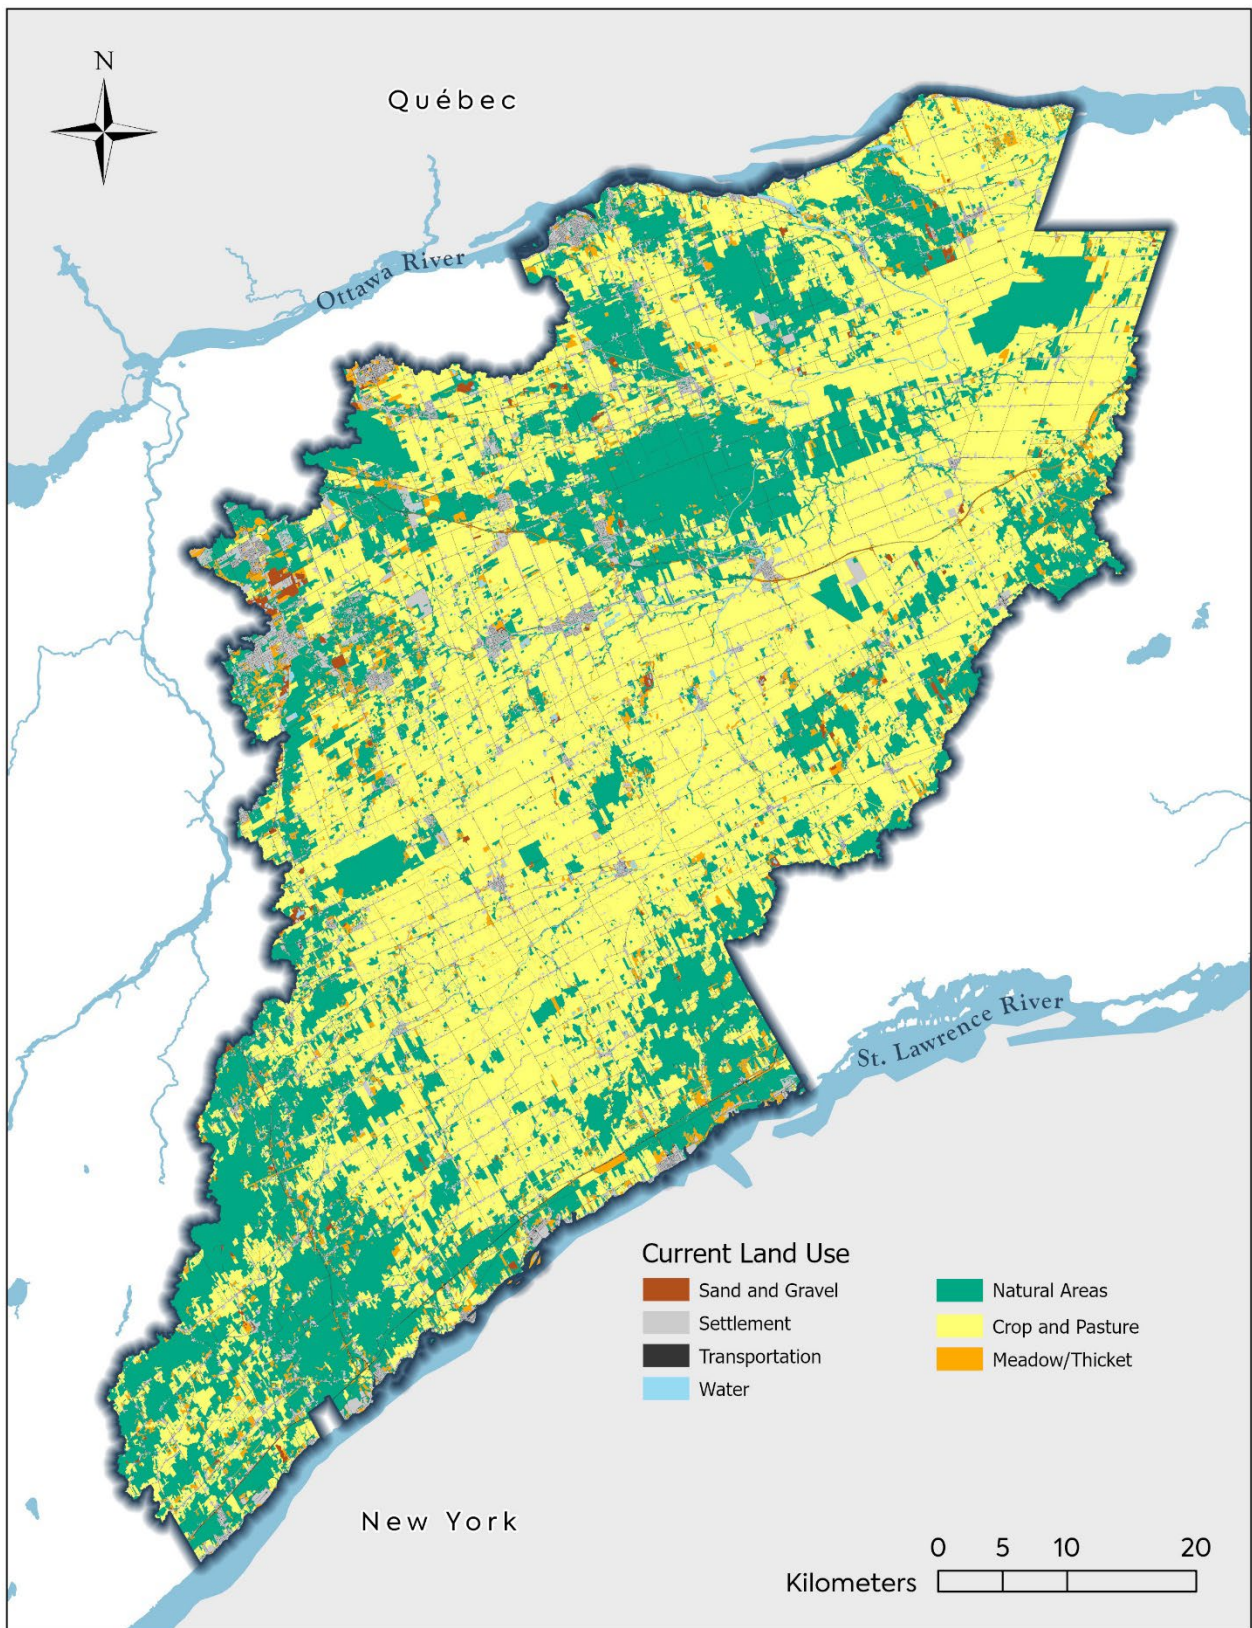 N
Québec
Ottawa River
St. Lawrence River
Current Land Use
Sand and Gravel
Settlement
Transportation
Water
Natural Areas
Crop and Pasture
Meadow/Thicket
New York
0 5 10 20
Kilometers